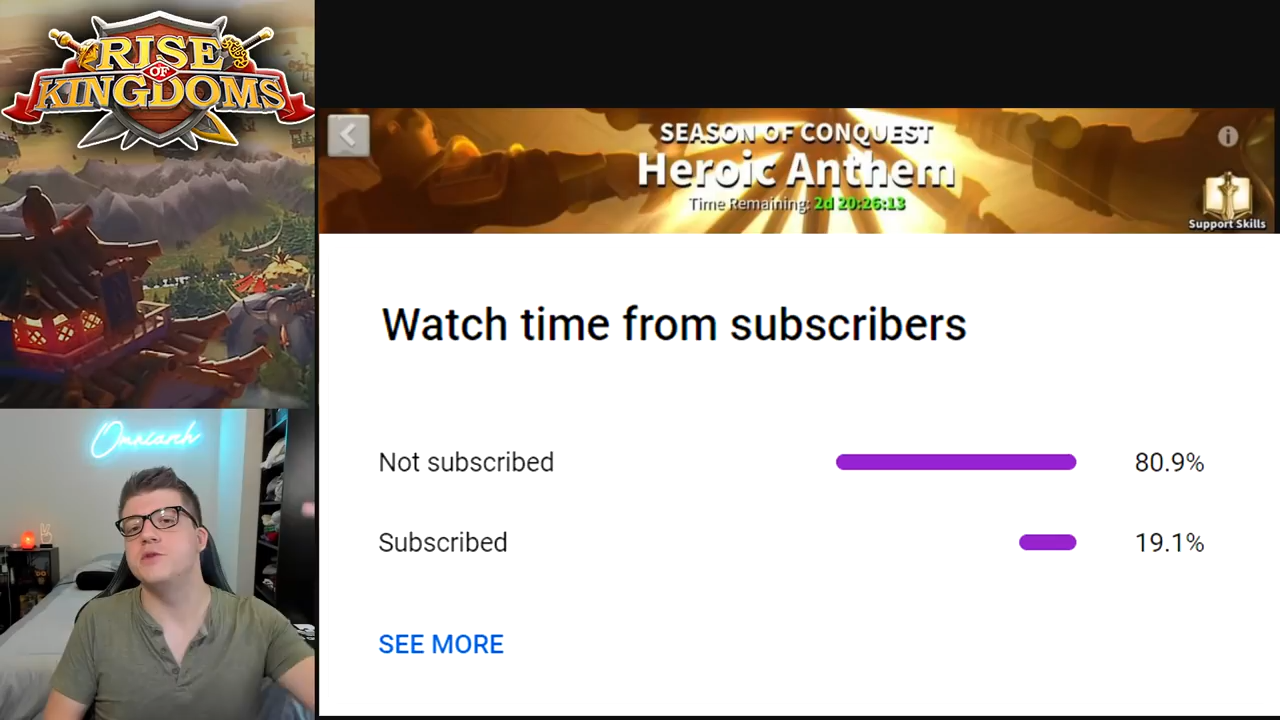 RISE
OF
KINGDOMS
SEASON OF CONQUEST
Heroic Anthem
Time Remaining: 2d 20:26:13
Support Skills
Watch time from subscribers
Not subscribed 80.9%
Subscribed 19.1%
SEE MORE
Omniarch